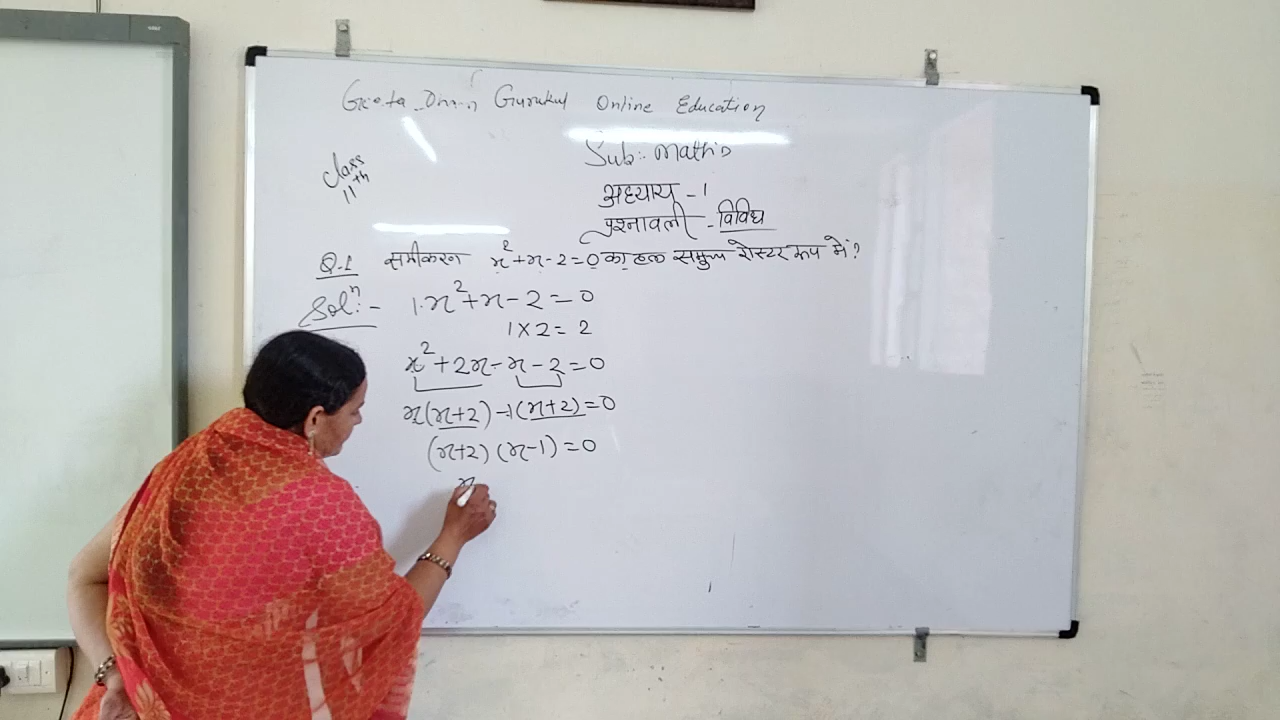 Geeta Gurukul Online Education
Sub:- Maths
Class
11th
अध्याय - 1
प्रश्नावली - विविध
Q.1 समीकरण x²+x-2=0 का हल समुच्चय रोस्टर रूप में?
Solⁿ:- 1.x²+x-2=0
1×2=2
x²+2x-x-2=0
x(x+2)-1(x+2)=0
(x+2)(x-1)=0
x